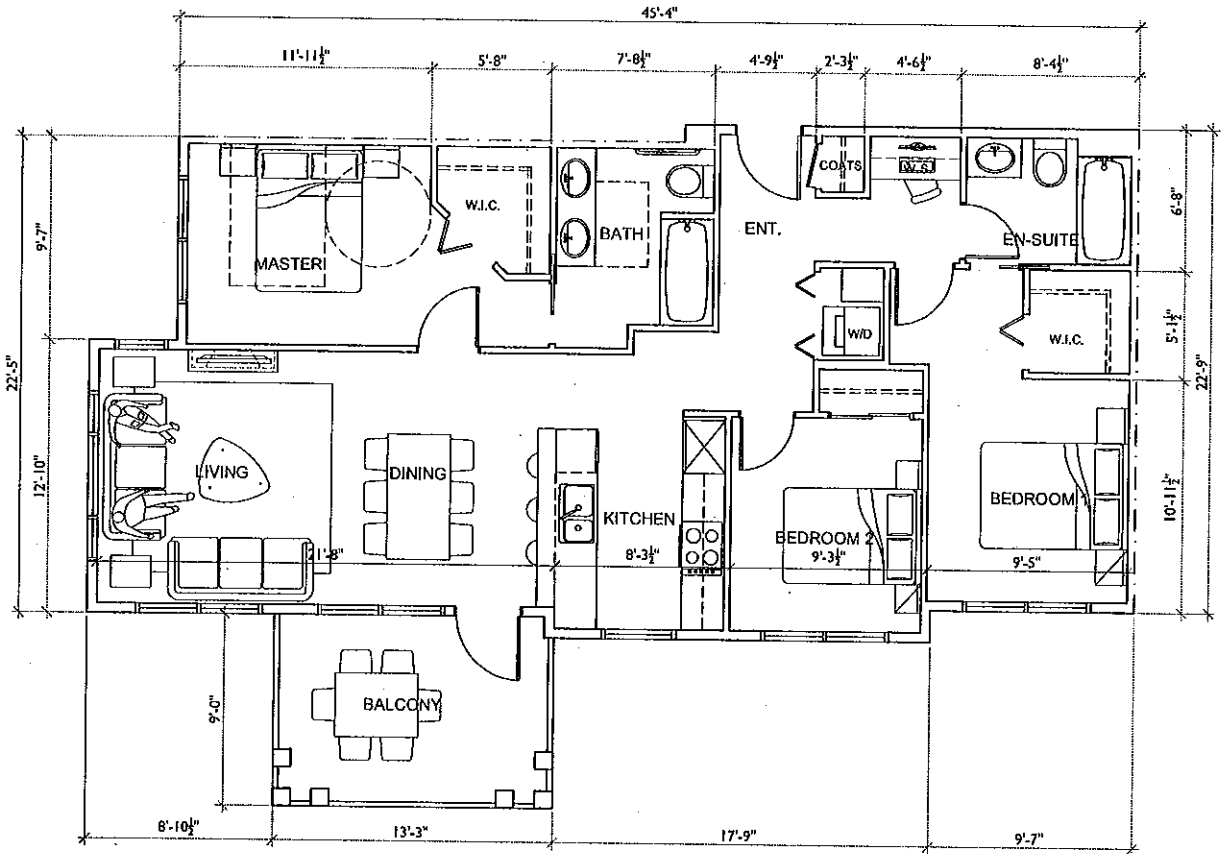 45'-4"
11'-11½" 5'-8" 7'-8½" 4'-9½" 2'-3½" 4'-6½" 8'-4½"
COATS
W.S.
W.I.C.
BATH
ENT.
EN-SUITE
6'-8"
9'-7"
MASTER
W/D
W.I.C.
5'-1½"
22'-5"
22'-9"
12'-10"
LIVING
DINING
KITCHEN
BEDROOM 2
BEDROOM 1
10'-11½"
21'-8" 8'-3½" 9'-3½" 9'-5"
9'-0"
BALCONY
8'-10½" 13'-3" 17'-9" 9'-7"